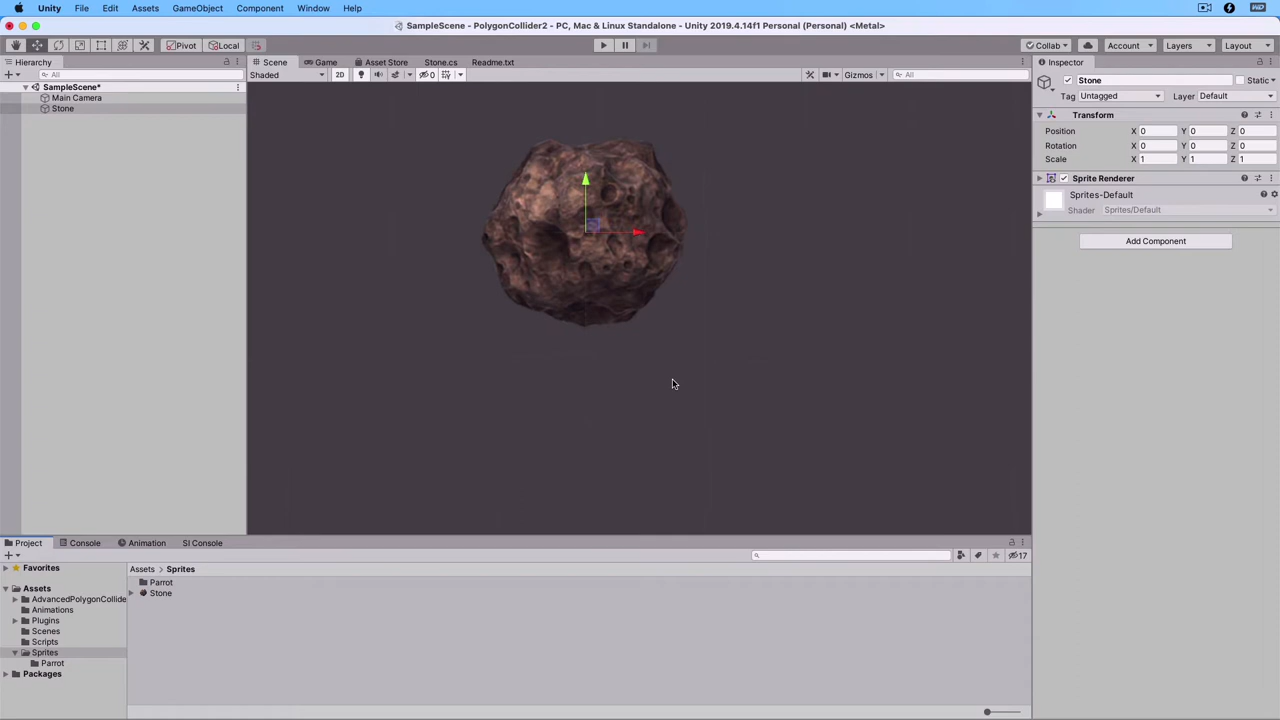 Unity File Edit Assets GameObject Component Window Help
SampleScene - PolygonCollider2 - PC, Mac & Linux Standalone - Unity 2019.4.14f1 Personal (Personal) <Metal>
Pivot Local Collab Account Layers Layout
Hierarchy Scene Game Asset Store Stone.cs Readme.txt Inspector
All Shaded 2D 0 Gizmos All
SampleScene* Stone Static
Main Camera Tag Untagged Layer Default
Stone
Transform
Position X 0 Y 0 Z 0
Rotation X 0 Y 0 Z 0
Scale X 1 Y 1 Z 1
Sprite Renderer
Sprites-Default
Shader Sprites/Default
Add Component
Project Console Animation SI Console
17
Favorites Assets > Sprites
Parrot
Assets Stone
AdvancedPolygonCollide
Animations
Plugins
Scenes
Scripts
Sprites
Parrot
Packages